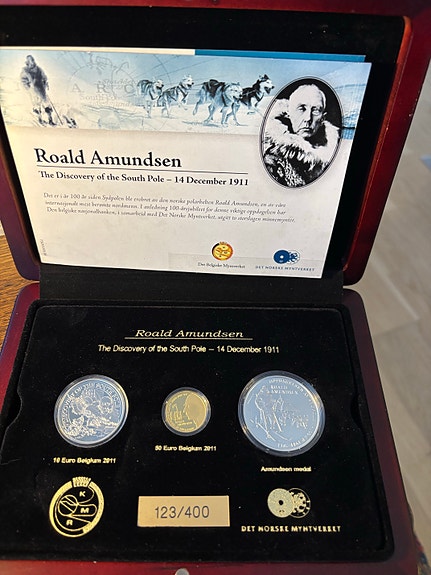 ARC
Roald Amundsen
The Discovery of the South Pole – 14 December 1911
Det er i år 100 år siden Sydpolen ble erobret av den norske polarhelten Roald Amundsen, en av våre
internasjonalt mest berømte nordmenn. I anledning 100-årsjubileet for denne viktige oppdagelsen har
Den belgiske nasjonalbanken, i samarbeid med Det Norske Myntverket, utgitt to storslagne minnemynter.
Det Belgiske Myntverket
DET NORSKE MYNTVERKET
Roald Amundsen
The Discovery of the South Pole – 14 December 1911
ROALD
AMUNDSEN
10 Euro Belgium 2011
50 Euro Belgium 2011
Amundsen medal
K
M
R
123/400
DET NORSKE MYNTVERKET